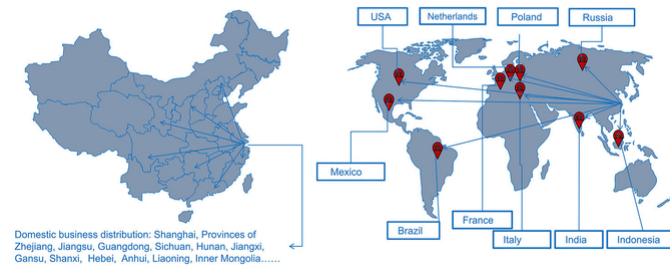 USA
Netherlands
Poland
Russia
Mexico
Brazil
France
Italy
India
Indonesia
Domestic business distribution: Shanghai, Provinces of
Zhejiang, Jiangsu, Guangdong, Sichuan, Hunan, Jiangxi,
Gansu, Shanxi, Hebei, Anhui, Liaoning, Inner Mongolia……